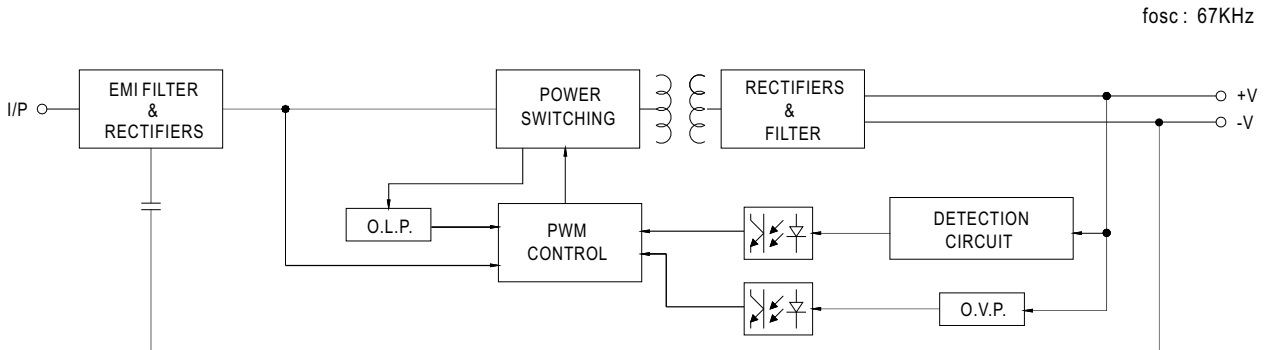 fosc : 67KHz
I/P
EMI FILTER
&
RECTIFIERS
POWER
SWITCHING
RECTIFIERS
&
FILTER
+V
-V
O.L.P.
PWM
CONTROL
DETECTION
CIRCUIT
O.V.P.